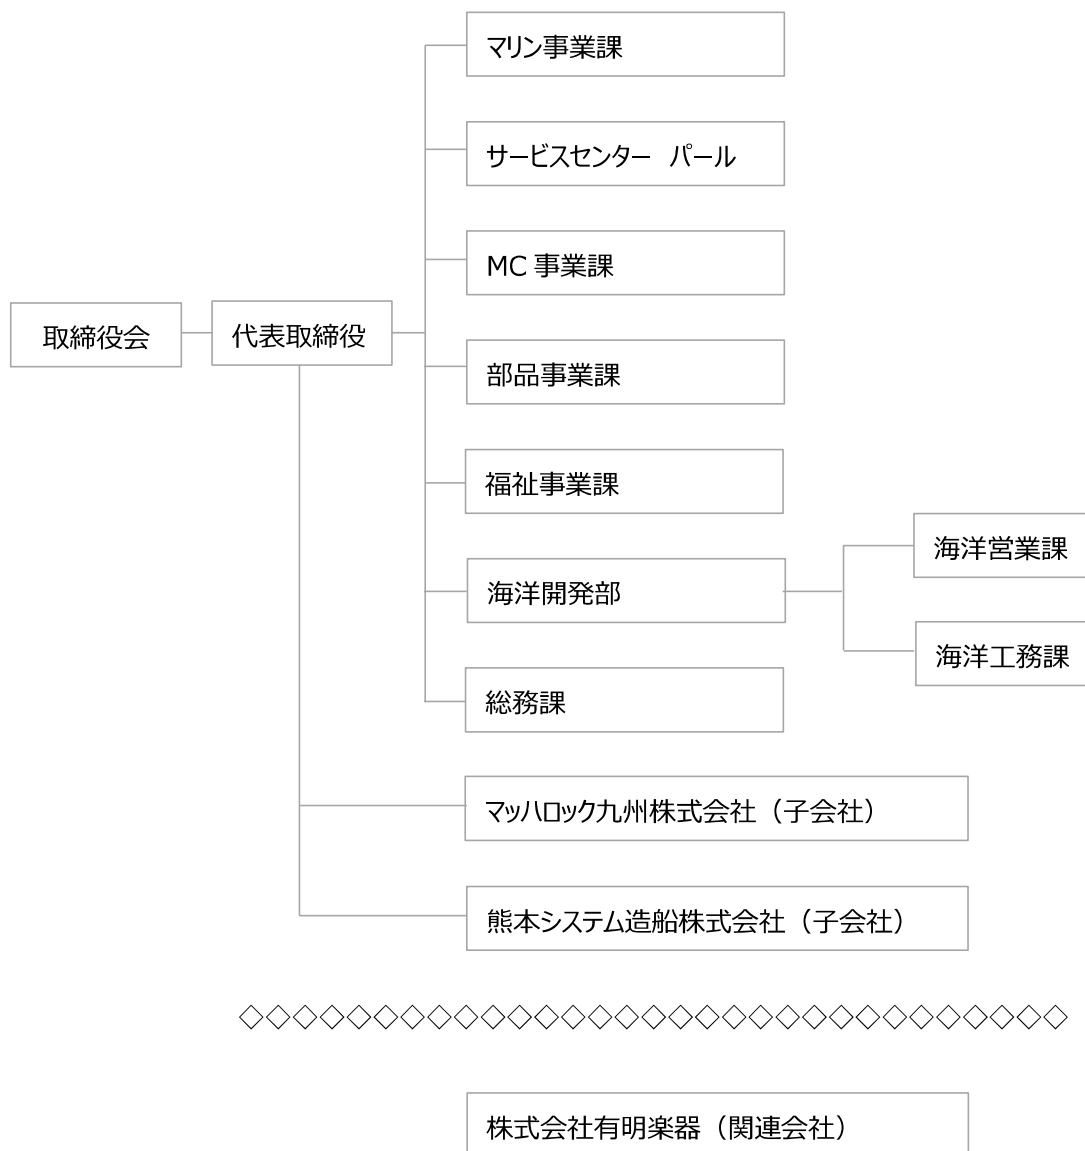 マリン事業課
サービスセンター　パール
MC 事業課
取締役会
代表取締役
部品事業課
福祉事業課
海洋開発部
海洋営業課
海洋工務課
総務課
マッハロック九州株式会社（子会社）
熊本システム造船株式会社（子会社）
◇◇◇◇◇◇◇◇◇◇◇◇◇◇◇◇◇◇◇◇◇◇◇◇◇◇◇◇◇◇◇
株式会社有明楽器（関連会社）